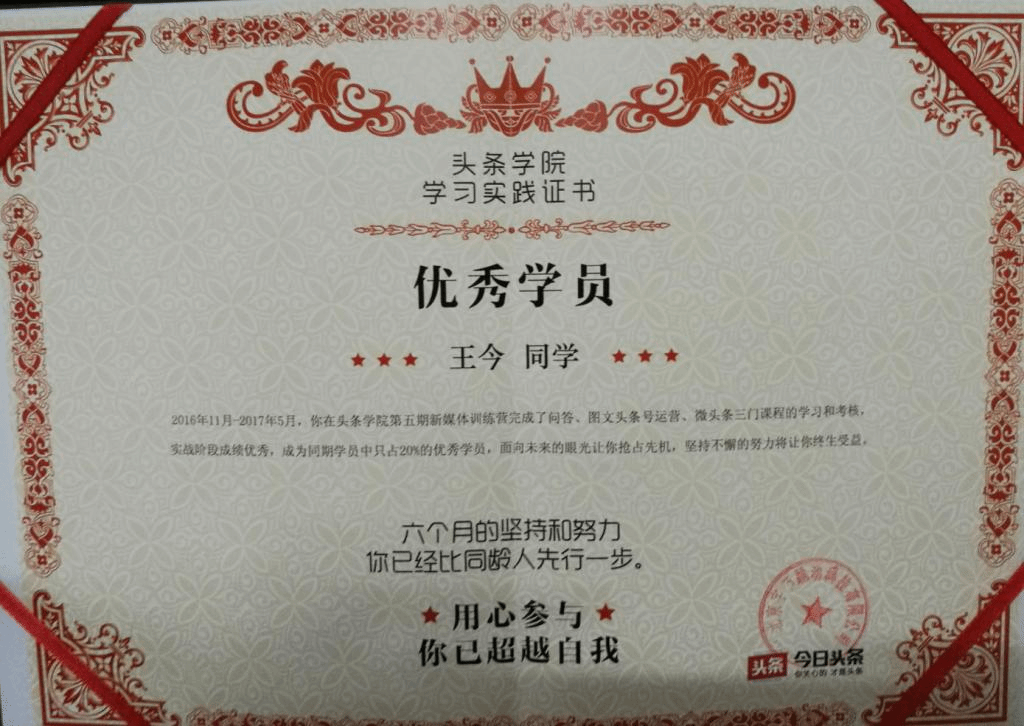 头条学院
学习实践证书
优秀学员
王今 同学
2016年11月-2017年5月，你在头条学院第五期新媒体训练营完成了问答、图文头条号运营、微头条三门课程的学习和考核，
实战阶段成绩优秀，成为同期学员中只占20%的优秀学员，面向未来的眼光让你抢占先机，坚持不懈的努力将让你终生受益。
六个月的坚持和努力
你已经比同龄人先行一步。
用心参与
你已超越自我
头条 今日头条
你关心的 才是头条